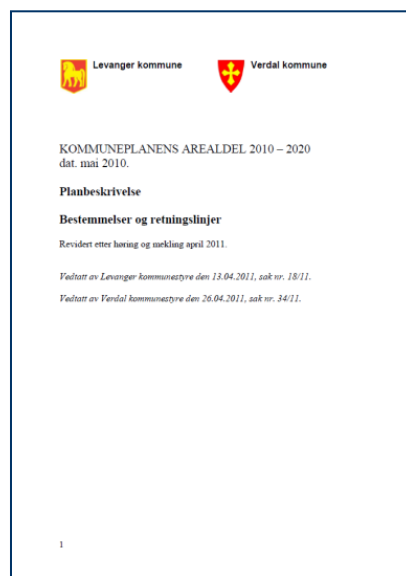 Levanger kommune Verdal kommune
KOMMUNEPLANENS AREALDEL 2010 – 2020
dat. mai 2010.
Planbeskrivelse
Bestemmelser og retningslinjer
Revidert etter høring og mekling april 2011.
Vedtatt av Levanger kommunestyre den 13.04.2011, sak nr. 18/11.
Vedtatt av Verdal kommunestyre den 26.04.2011, sak nr. 34/11.
1